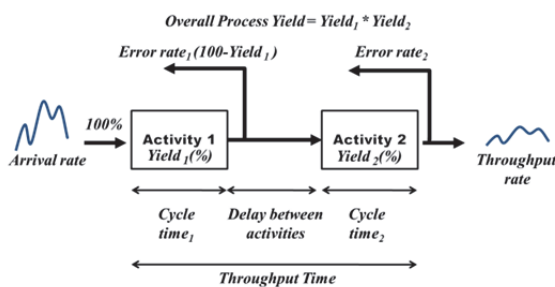 Overall Process Yield= Yield₁ * Yield₂
Error rate₁(100-Yield₁)
Error rate₂
100%
Arrival rate
Activity 1
Yield₁(%)
Activity 2
Yield₂(%)
Throughput
rate
Cycle
time₁
Delay between
activities
Cycle
time₂
Throughput Time